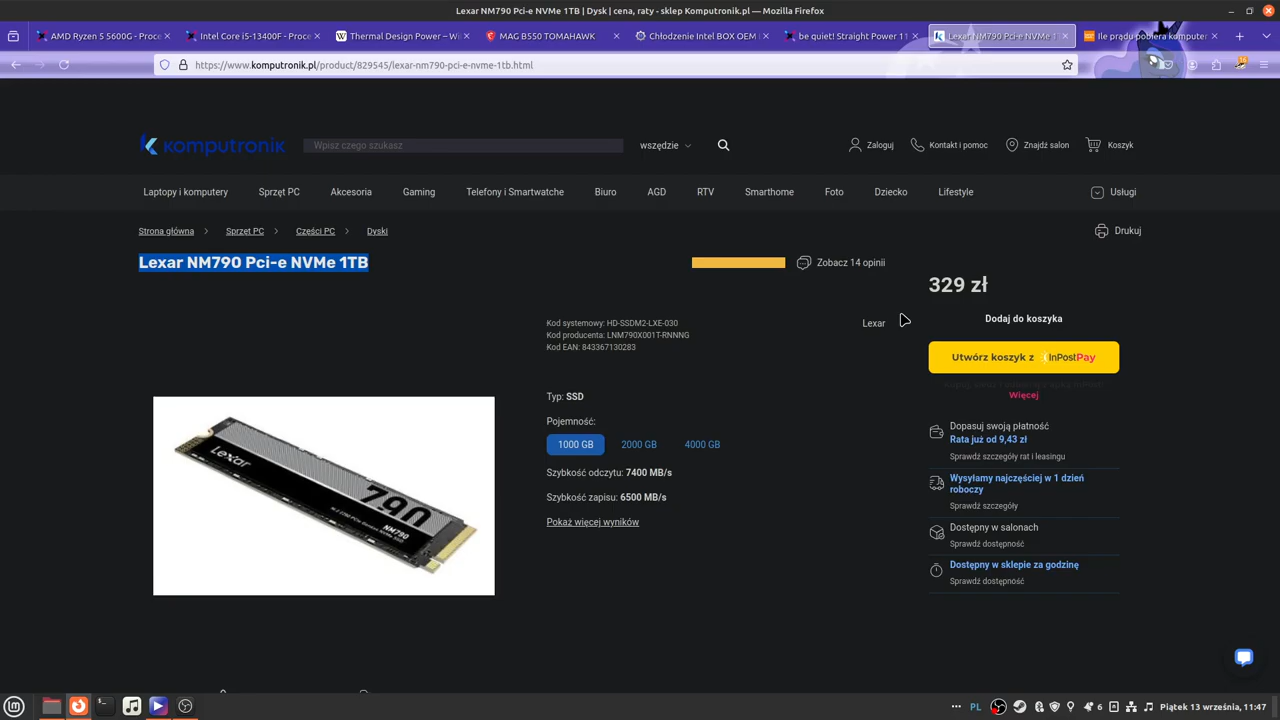 Lexar NM790 Pci-e NVMe 1TB | Dysk | cena, raty - sklep Komputronik.pl — Mozilla Firefox
AMD Ryzen 5 5600G - Proce
Intel Core i5-13400F - Proce
Thermal Design Power – Wi
MAG B550 TOMAHAWK
Chłodzenie Intel BOX OEM
be quiet! Straight Power 11
Lexar NM790 Pci-e NVMe 1
Ile prądu pobiera komputer
https://www.komputronik.pl/product/829545/lexar-nm790-pci-e-nvme-1tb.html
komputronik
Wpisz czego szukasz
wszędzie
Zaloguj
Kontakt i pomoc
Znajdź salon
Koszyk
Laptopy i komputery
Sprzęt PC
Akcesoria
Gaming
Telefony i Smartwatche
Biuro
AGD
RTV
Smarthome
Foto
Dziecko
Lifestyle
Usługi
Strona główna
Sprzęt PC
Części PC
Dyski
Drukuj
Lexar NM790 Pci-e NVMe 1TB
Zobacz 14 opinii
329 zł
Kod systemowy: HD-SSDM2-LXE-030
Kod producenta: LNM790X001T-RNNNG
Kod EAN: 843367130283
Lexar
Dodaj do koszyka
Utwórz koszyk z InPostPay
Więcej
Typ: SSD
Pojemność:
1000 GB
2000 GB
4000 GB
Szybkość odczytu: 7400 MB/s
Szybkość zapisu: 6500 MB/s
Pokaż więcej wyników
Dopasuj swoją płatność
Rata już od 9,43 zł
Sprawdź szczegóły rat i leasingu
Wysyłamy najczęściej w 1 dzień
roboczy
Sprawdź szczegóły
Dostępny w salonach
Sprawdź dostępność
Dostępny w sklepie za godzinę
Sprawdź dostępność
Lexar
790
NM790
PL
6
Piątek 13 września, 11:47